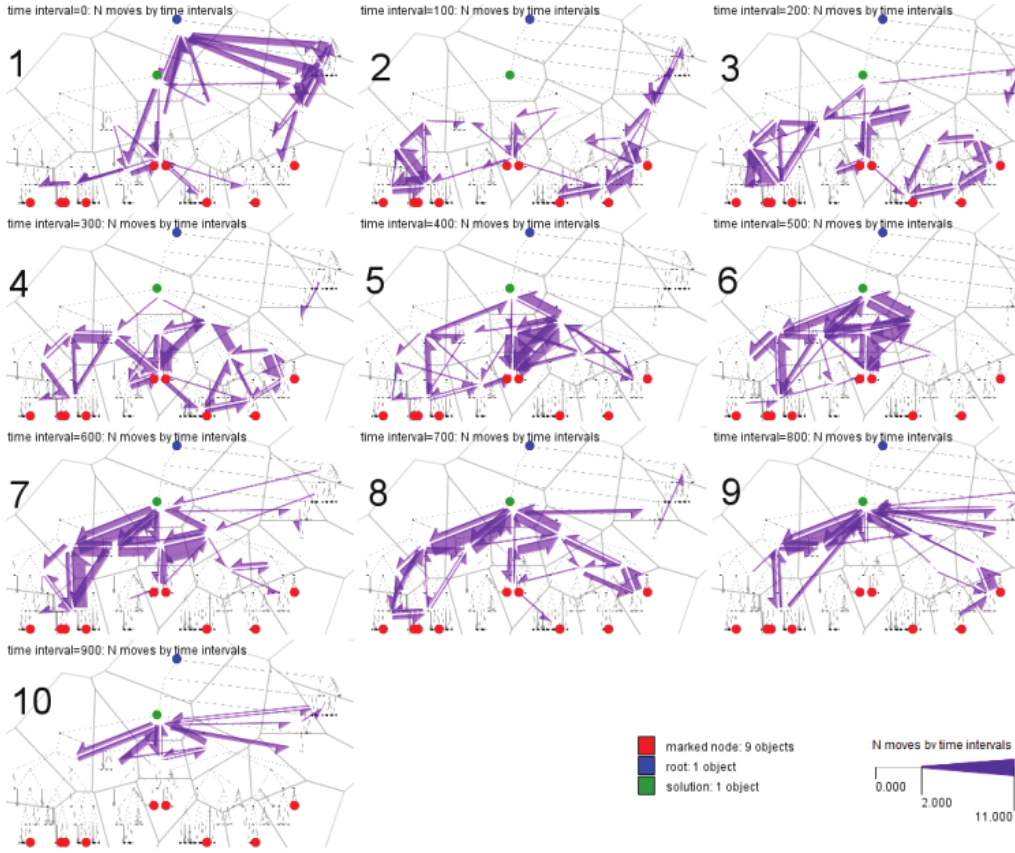 time interval=0: N moves by time intervals
1
time interval=100: N moves by time intervals
2
time interval=200: N moves by time intervals
3
time interval=300: N moves by time intervals
4
time interval=400: N moves by time intervals
5
time interval=500: N moves by time intervals
6
time interval=600: N moves by time intervals
7
time interval=700: N moves by time intervals
8
time interval=800: N moves by time intervals
9
time interval=900: N moves by time intervals
10
marked node: 9 objects
root: 1 object
solution: 1 object
N moves by time intervals
0.000
2.000
11.000